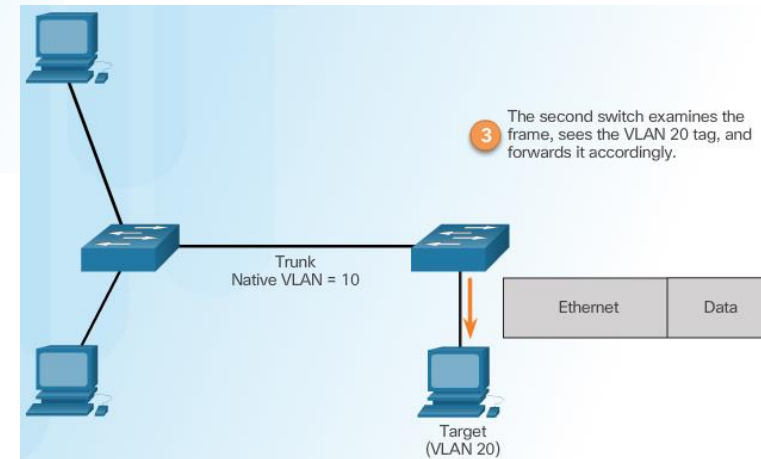 The second switch examines the
3 frame, sees the VLAN 20 tag, and
forwards it accordingly.
Trunk
Native VLAN = 10
Ethernet Data
Target
(VLAN 20)